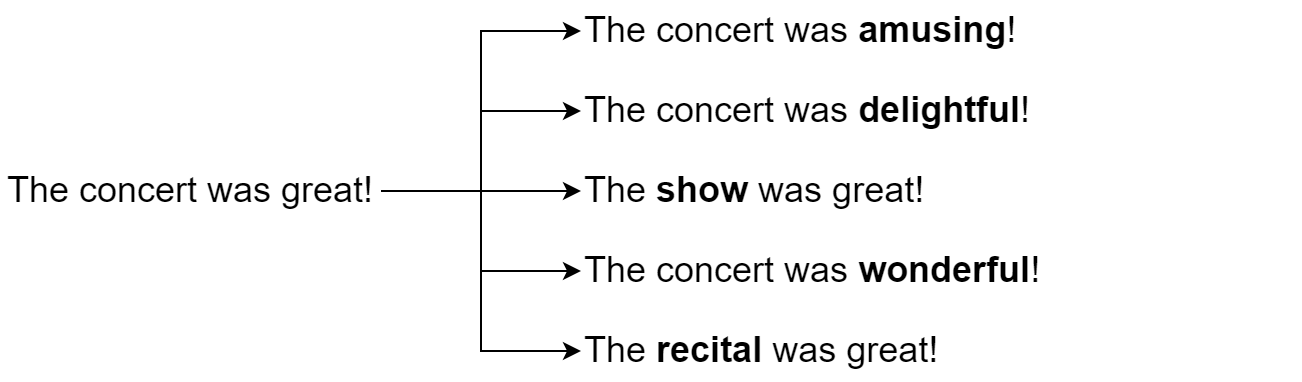 The concert was amusing!
The concert was delightful!
The concert was great!
The show was great!
The concert was wonderful!
The recital was great!